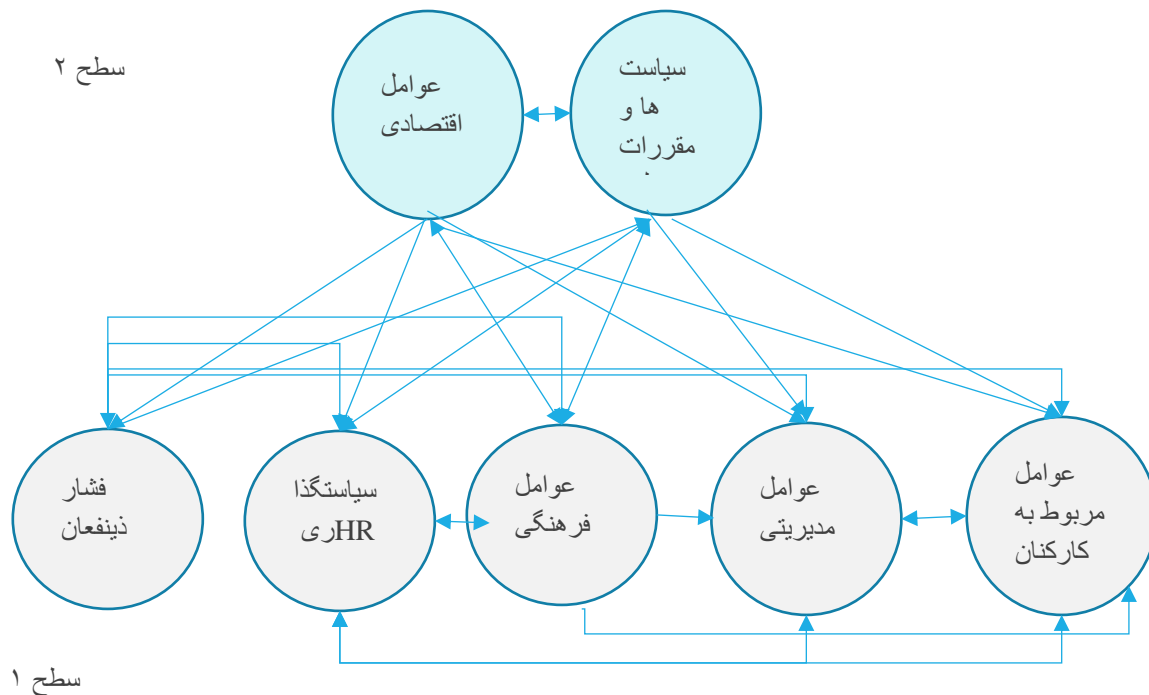 سطح ۲
عوامل
اقتصادی
سیاست
ها و
مقررات
فشار
ذینفعان
سیاستگذا
ریHR
عوامل
فرهنگی
عوامل
مدیریتی
عوامل
مربوط به
کارکنان
سطح ۱